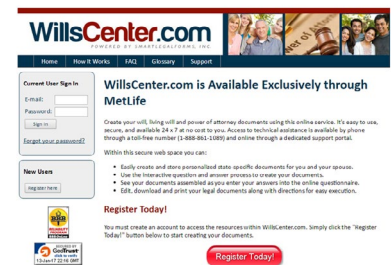 WillsCenter.com
POWERED BY SMARTLEGALFORMS, INC.
Home How It Works FAQ Glossary Support
Current User Sign In
E-mail:
Password:
Sign In
Forgot your password?
New Users
Register Here
WillsCenter.com is Available Exclusively through
MetLife
Create your will, living will and power of attorney documents using this online service. It's easy to use,
secure, and available 24 x 7 at no cost to you. Access to technical assistance is available by phone
through a toll-free number (1-888-861-1089) and online through a dedicated support portal.
Within this secure web space you can:
Easily create and store personalized state-specific documents for you and your spouse.
Use the interactive question and answer process to create your documents.
See your documents assembled as you enter your answers into the online questionnaire.
Edit, download and print your legal documents along with directions for easy execution.
Register Today!
You must create an account to access the resources within WillsCenter.com. Simply click the "Register
Today!" button below to start creating your documents.
Register Today!
BBB
RELIABILITY
PROGRAM
SECURED BY
GeoTrust
click to verify
13-Jan-17 22:16 GMT